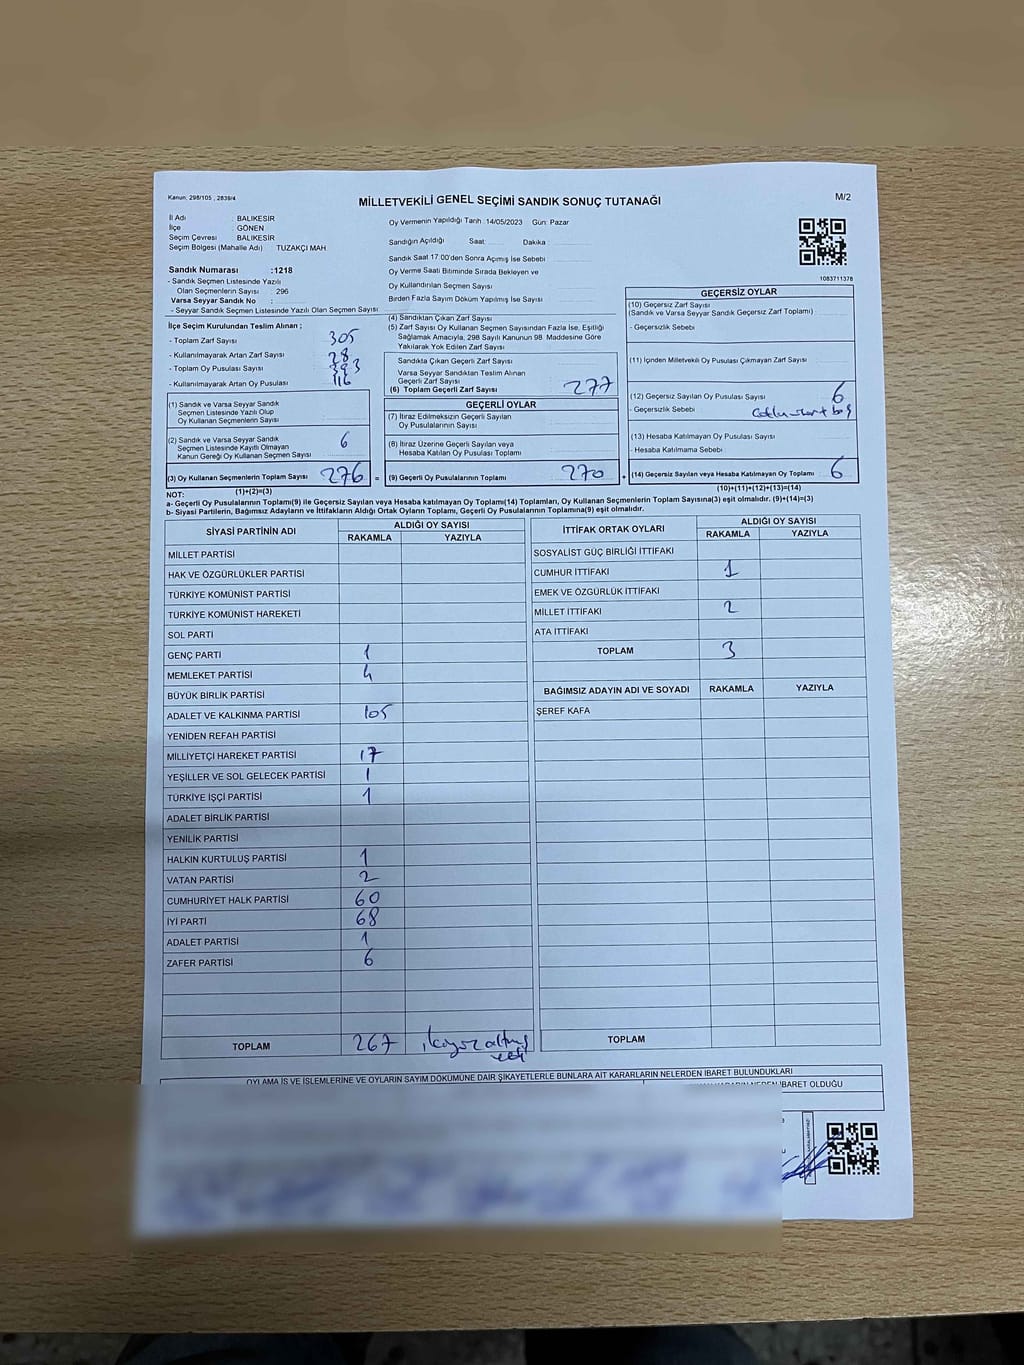 Kanun: 298/105 , 2839/4
MİLLETVEKİLİ GENEL SEÇİMİ SANDIK SONUÇ TUTANAĞI
M/2
İl Adı : BALIKESİR
İlçe : GÖNEN
Seçim Çevresi : BALIKESİR
Seçim Bölgesi (Mahalle Adı) : TUZAKÇI MAH.
Sandık Numarası :1218
- Sandık Seçmen Listesinde Yazılı
Olan Seçmenlerin Sayısı : 296
Varsa Seyyar Sandık No :
- Seyyar Sandık Seçmen Listesinde Yazılı Olan Seçmen Sayısı
Oy Vermenin Yapıldığı Tarih : 14/05/2023 Gün: Pazar
Sandığın Açıldığı Saat: Dakika
Sandık Saat 17.00'den Sonra Açılmış İse Sebebi
Oy Verme Saati Bitiminde Sırada Bekleyen ve
Oy Kullandırılan Seçmen Sayısı
Birden Fazla Sayım Döküm Yapılmış İse Sayısı
1083711378
İlçe Seçim Kurulundan Teslim Alınan ;
- Toplam Zarf Sayısı 305
- Kullanılmayarak Artan Zarf Sayısı 28
- Toplam Oy Pusulası Sayısı 393
- Kullanılmayarak Artan Oy Pusulası 116
(4) Sandıktan Çıkan Zarf Sayısı
(5) Zarf Sayısı Oy Kullanan Seçmen Sayısından Fazla İse, Eşitliği
Sağlamak Amacıyla, 298 Sayılı Kanunun 98. Maddesine Göre
Yakılarak Yok Edilen Zarf Sayısı
Sandıkta Çıkan Geçerli Zarf Sayısı
Varsa Seyyar Sandıktan Teslim Alınan
Geçerli Zarf Sayısı
(6) Toplam Geçerli Zarf Sayısı 277
GEÇERSİZ OYLAR
(10) Geçersiz Zarf Sayısı
(Sandık ve Varsa Seyyar Sandık Geçersiz Zarf Toplamı)
- Geçersizlik Sebebi
(11) İçinden Milletvekili Oy Pusulası Çıkmayan Zarf Sayısı
(12) Geçersiz Sayılan Oy Pusulası Sayısı 6
- Geçersizlik Sebebi
(13) Hesaba Katılmayan Oy Pusulası Sayısı
- Hesaba Katılmama Sebebi
(14) Geçersiz Sayılan veya Hesaba Katılmayan Oy Toplamı 6
(10)+(11)+(12)+(13)=(14)
(1) Sandık ve Varsa Seyyar Sandık
Seçmen Listesinde Yazılı Olup
Oy Kullanan Seçmenlerin Sayısı
(2) Sandık ve Varsa Seyyar Sandık
Seçmen Listesinde Kayıtlı Olmayan
Kanun Gereği Oy Kullanan Seçmen Sayısı 6
(3) Oy Kullanan Seçmenlerin Toplam Sayısı 276 =
(1)+(2)=(3)
GEÇERLİ OYLAR
(7) İtiraz Edilmeksizin Geçerli Sayılan
Oy Pusulalarının Sayısı
(8) İtiraz Üzerine Geçerli Sayılan veya
Hesaba Katılan Oy Pusulası Toplamı
(9) Geçerli Oy Pusulalarının Toplamı 270 +
NOT:
a- Geçerli Oy Pusulalarının Toplamı(9) ile Geçersiz Sayılan veya Hesaba katılmayan Oy Toplamı(14) Toplamları, Oy Kullanan Seçmenlerin Toplam Sayısına(3) eşit olmalıdır. (9)+(14)=(3)
b- Siyasi Partilerin, Bağımsız Adayların ve İttifakların Aldığı Ortak Oyların Toplamı, Geçerli Oy Pusulalarının Toplamına(9) eşit olmalıdır.
SİYASİ PARTİNİN ADI ALDIĞI OY SAYISI
RAKAMLA YAZIYLA
MİLLET PARTİSİ
HAK VE ÖZGÜRLÜKLER PARTİSİ
TÜRKİYE KOMÜNİST PARTİSİ
TÜRKİYE KOMÜNİST HAREKETİ
SOL PARTİ
GENÇ PARTİ 1
MEMLEKET PARTİSİ 4
BÜYÜK BİRLİK PARTİSİ
ADALET VE KALKINMA PARTİSİ 105
YENİDEN REFAH PARTİSİ
MİLLİYETÇİ HAREKET PARTİSİ 17
YEŞİLLER VE SOL GELECEK PARTİSİ 1
TÜRKİYE İŞÇİ PARTİSİ 1
ADALET BİRLİK PARTİSİ
YENİLİK PARTİSİ
HALKIN KURTULUŞ PARTİSİ 1
VATAN PARTİSİ 2
CUMHURİYET HALK PARTİSİ 60
İYİ PARTİ 68
ADALET PARTİSİ 1
ZAFER PARTİSİ 6
TOPLAM 267 ikiyüz altmış yedi
İTTİFAK ORTAK OYLARI ALDIĞI OY SAYISI
RAKAMLA YAZIYLA
SOSYALİST GÜÇ BİRLİĞİ İTTİFAKI
CUMHUR İTTİFAKI 1
EMEK VE ÖZGÜRLÜK İTTİFAKI
MİLLET İTTİFAKI 2
ATA İTTİFAKI
TOPLAM 3
BAĞIMSIZ ADAYIN ADI VE SOYADI RAKAMLA YAZIYLA
ŞEREF KAFA
TOPLAM
OYLAMA İŞ VE İŞLEMLERİNE VE OYLARIN SAYIM DÖKÜMÜNE DAİR ŞİKAYETLERLE BUNLARA AİT KARARLARIN NELERDEN İBARET BULUNDUKLARI
İBARET OLDUĞU